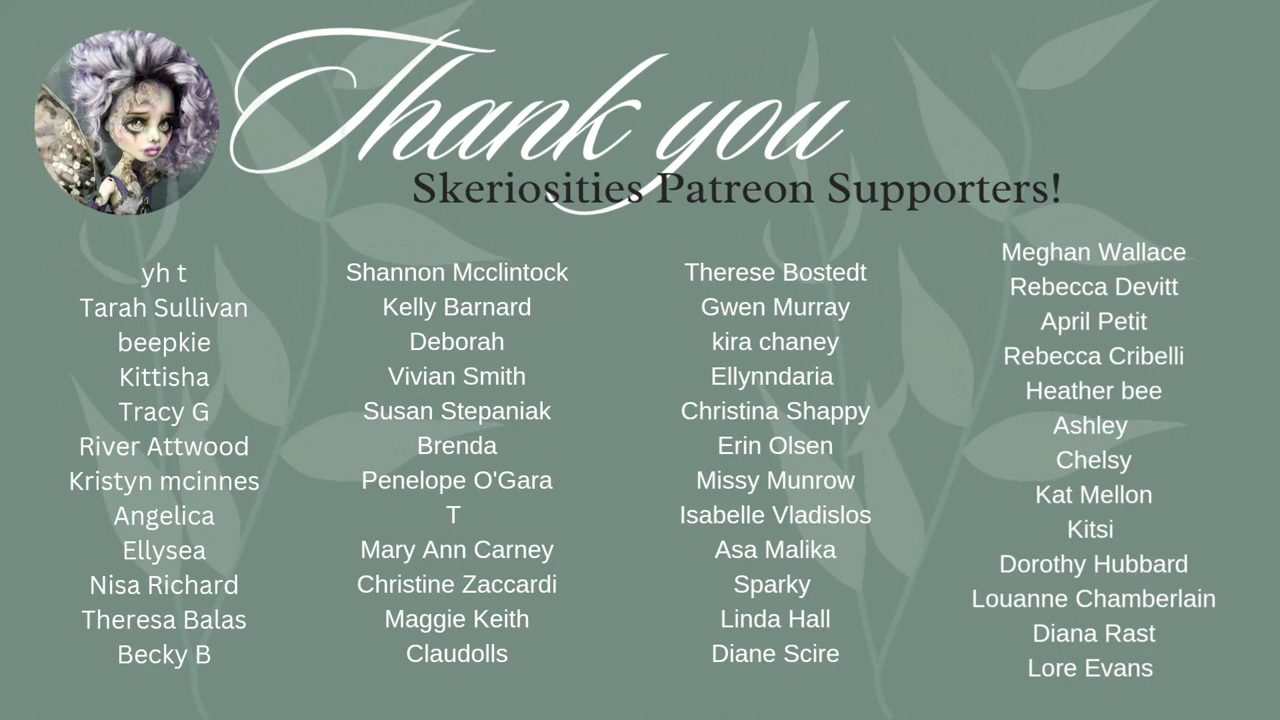 Thank you
Skeriosities Patreon Supporters!
yh t
Tarah Sullivan
beepkie
Kittisha
Tracy G
River Attwood
Kristyn mcinnes
Angelica
Ellysea
Nisa Richard
Theresa Balas
Becky B
Shannon Mcclintock
Kelly Barnard
Deborah
Vivian Smith
Susan Stepaniak
Brenda
Penelope O'Gara
T
Mary Ann Carney
Christine Zaccardi
Maggie Keith
Claudolls
Therese Bostedt
Gwen Murray
kira chaney
Ellynndaria
Christina Shappy
Erin Olsen
Missy Munrow
Isabelle Vladislos
Asa Malika
Sparky
Linda Hall
Diane Scire
Meghan Wallace
Rebecca Devitt
April Petit
Rebecca Cribelli
Heather bee
Ashley
Chelsy
Kat Mellon
Kitsi
Dorothy Hubbard
Louanne Chamberlain
Diana Rast
Lore Evans